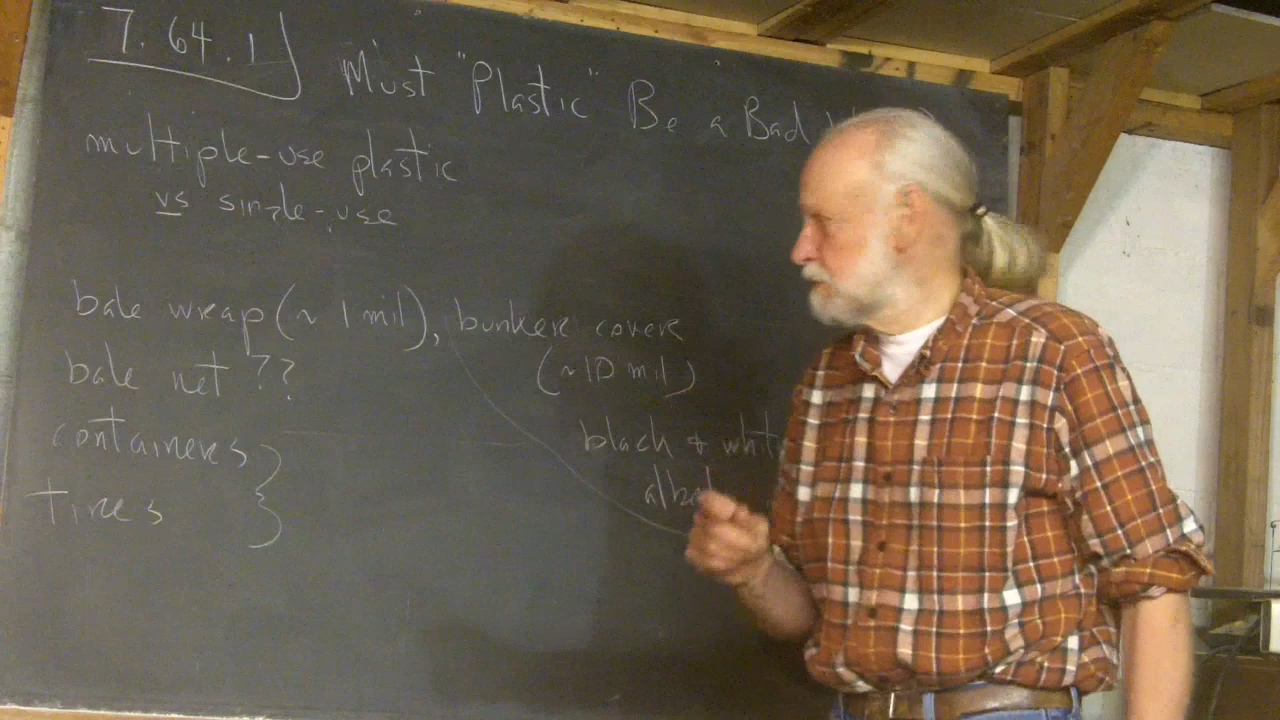 7.64.1
Must "Plastic" Be a Bad
multiple-use plastic
vs single-use
bale wrap (~ 1 mil), bunker cover
(~10 mil)
bale net ??
containers
tires
black + whit